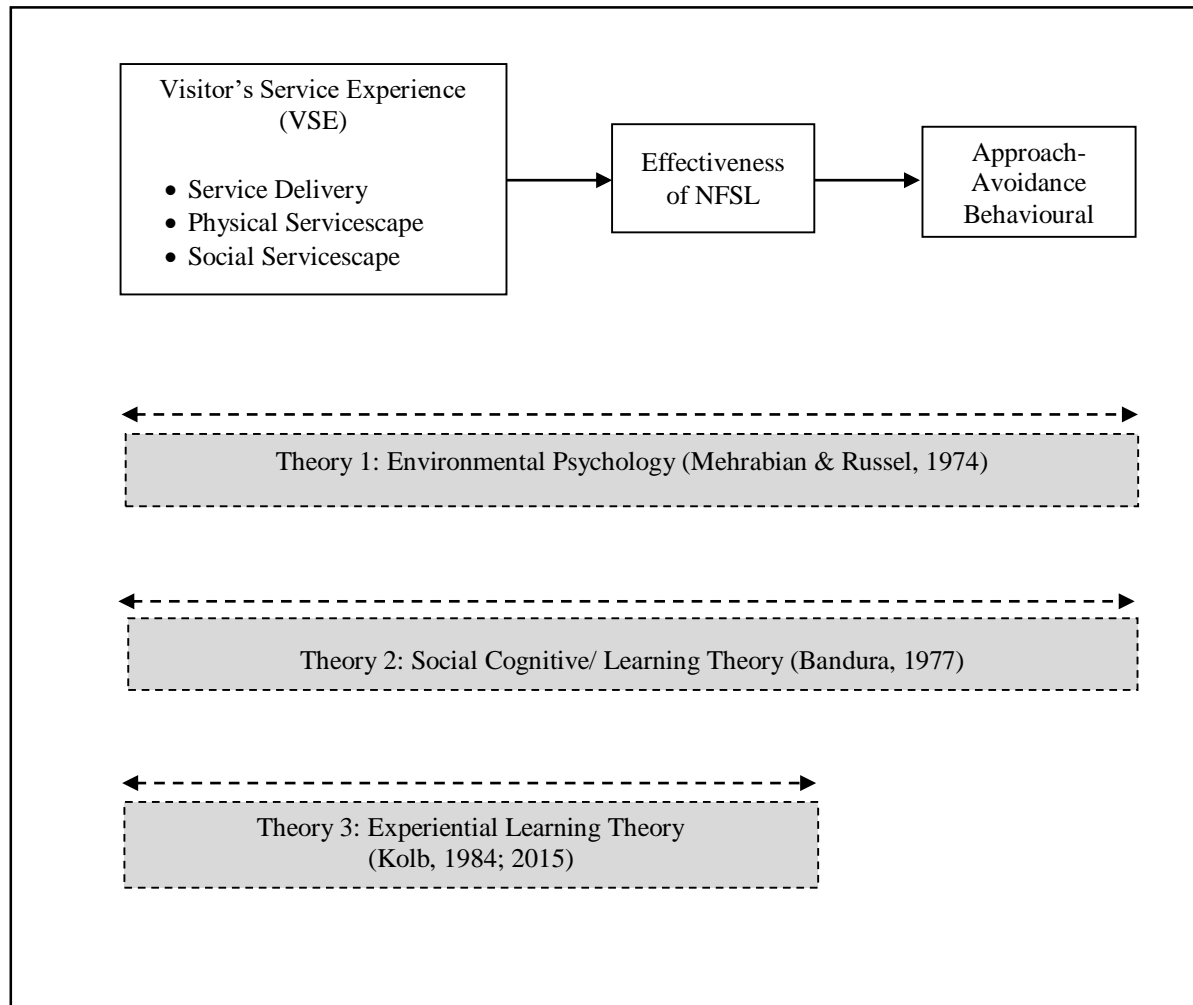 Visitor's Service Experience
(VSE)
• Service Delivery
• Physical Servicescape
• Social Servicescape
Effectiveness
of NFSL
Approach-
Avoidance
Behavioural
Theory 1: Environmental Psychology (Mehrabian & Russel, 1974)
Theory 2: Social Cognitive/ Learning Theory (Bandura, 1977)
Theory 3: Experiential Learning Theory
(Kolb, 1984; 2015)